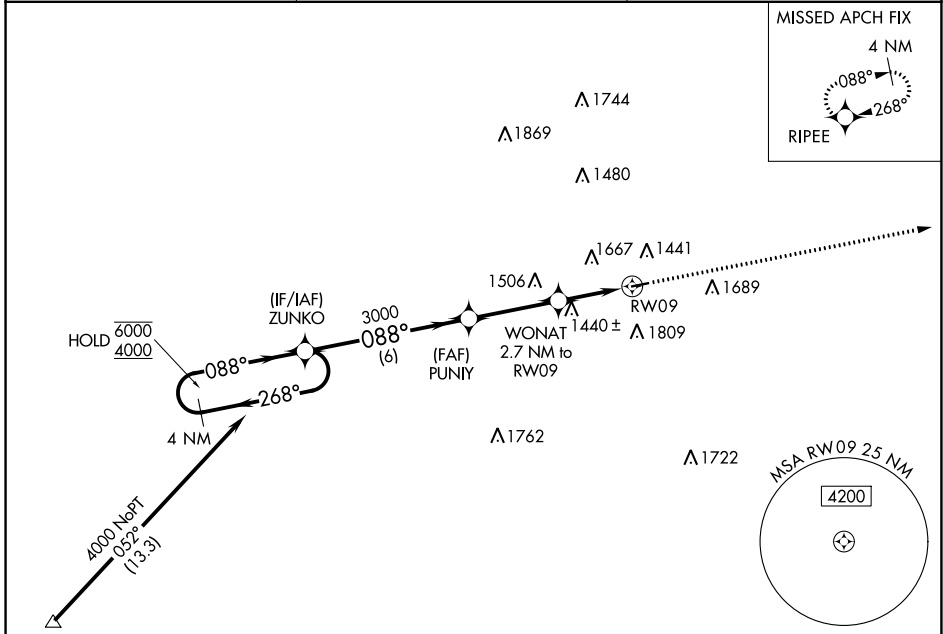 MISSED APCH FIX
4 NM
088°
268°
RIPEE
1744
1869
1480
1667
1441
1506
1689
RW09
(IF/IAF)
ZUNKO
3000
088°
(6)
WONAT
2.7 NM to
RW09
1440 ±
1809
(FAF)
PUNIY
HOLD
6000
4000
088°
268°
4 NM
1762
1722
4000 NoPT
052°
(13.3)
MSA RW09 25 NM
4200